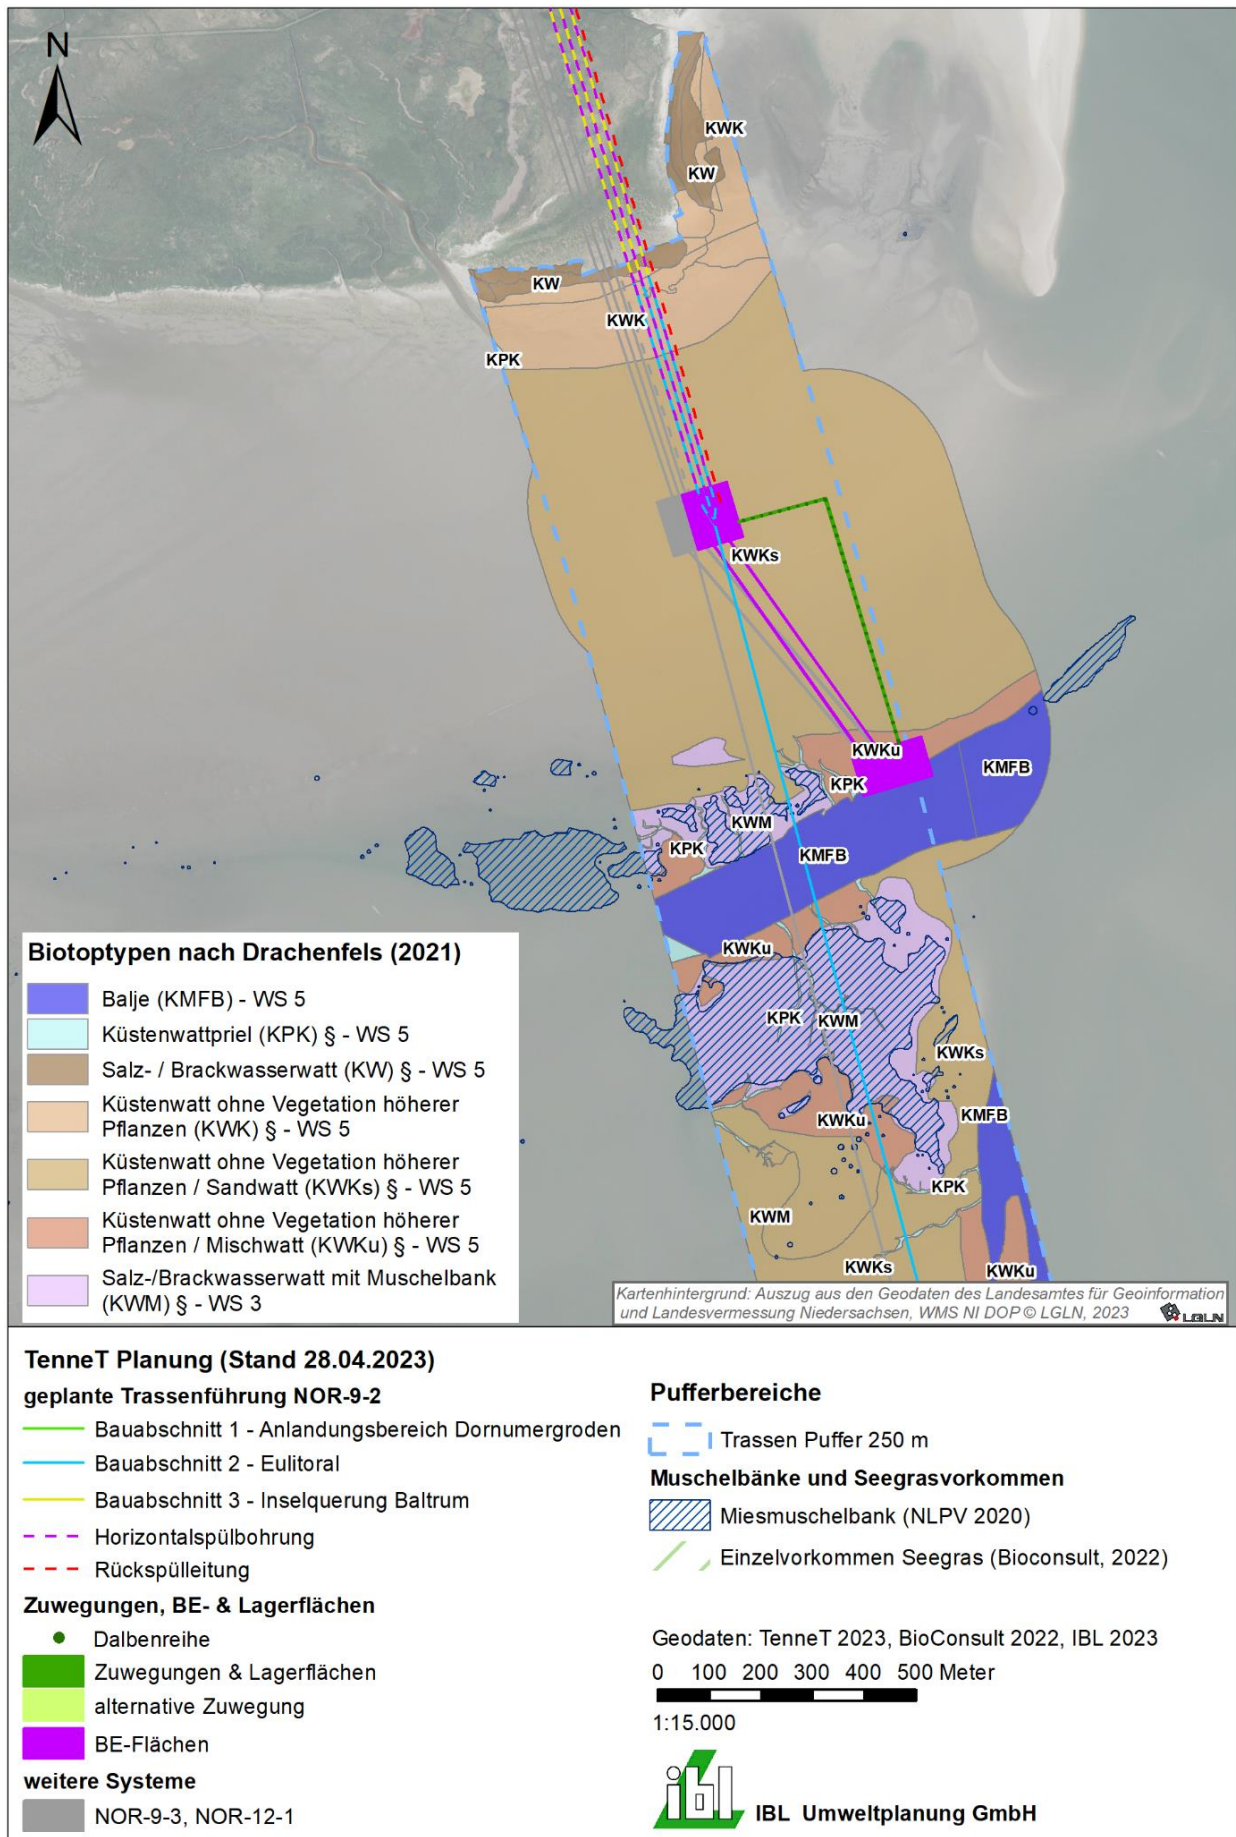 N
KWK
KW
KW
KWK
KPK
KWKs
KWKu
KMFB
KPK
KWM
KPK
KMFB
KWKu
KPK
KWM
KWKs
KMFB
KWKu
KPK
KWM
KWKs
KWKu
Biotoptypen nach Drachenfels (2021)
Balje (KMFB) - WS 5
Küstenwattpriel (KPK) § - WS 5
Salz- / Brackwasserwatt (KW) § - WS 5
Küstenwatt ohne Vegetation höherer
Pflanzen (KWK) § - WS 5
Küstenwatt ohne Vegetation höherer
Pflanzen / Sandwatt (KWKs) § - WS 5
Küstenwatt ohne Vegetation höherer
Pflanzen / Mischwatt (KWKu) § - WS 5
Salz-/Brackwasserwatt mit Muschelbank
(KWM) § - WS 3
Kartenhintergrund: Auszug aus den Geodaten des Landesamtes für Geoinformation
und Landesvermessung Niedersachsen, WMS NI DOP © LGLN, 2023
LGLN
TenneT Planung (Stand 28.04.2023)
geplante Trassenführung NOR-9-2
Bauabschnitt 1 - Anlandungsbereich Dornumergroden
Bauabschnitt 2 - Eulitoral
Bauabschnitt 3 - Inselquerung Baltrum
Horizontalspülbohrung
Rückspülleitung
Zuwegungen, BE- & Lagerflächen
Dalbenreihe
Zuwegungen & Lagerflächen
alternative Zuwegung
BE-Flächen
weitere Systeme
NOR-9-3, NOR-12-1
Pufferbereiche
Trassen Puffer 250 m
Muschelbänke und Seegrasvorkommen
Miesmuschelbank (NLPV 2020)
Einzelvorkommen Seegras (Bioconsult, 2022)
Geodaten: TenneT 2023, BioConsult 2022, IBL 2023
0 100 200 300 400 500 Meter
1:15.000
ibl
IBL Umweltplanung GmbH